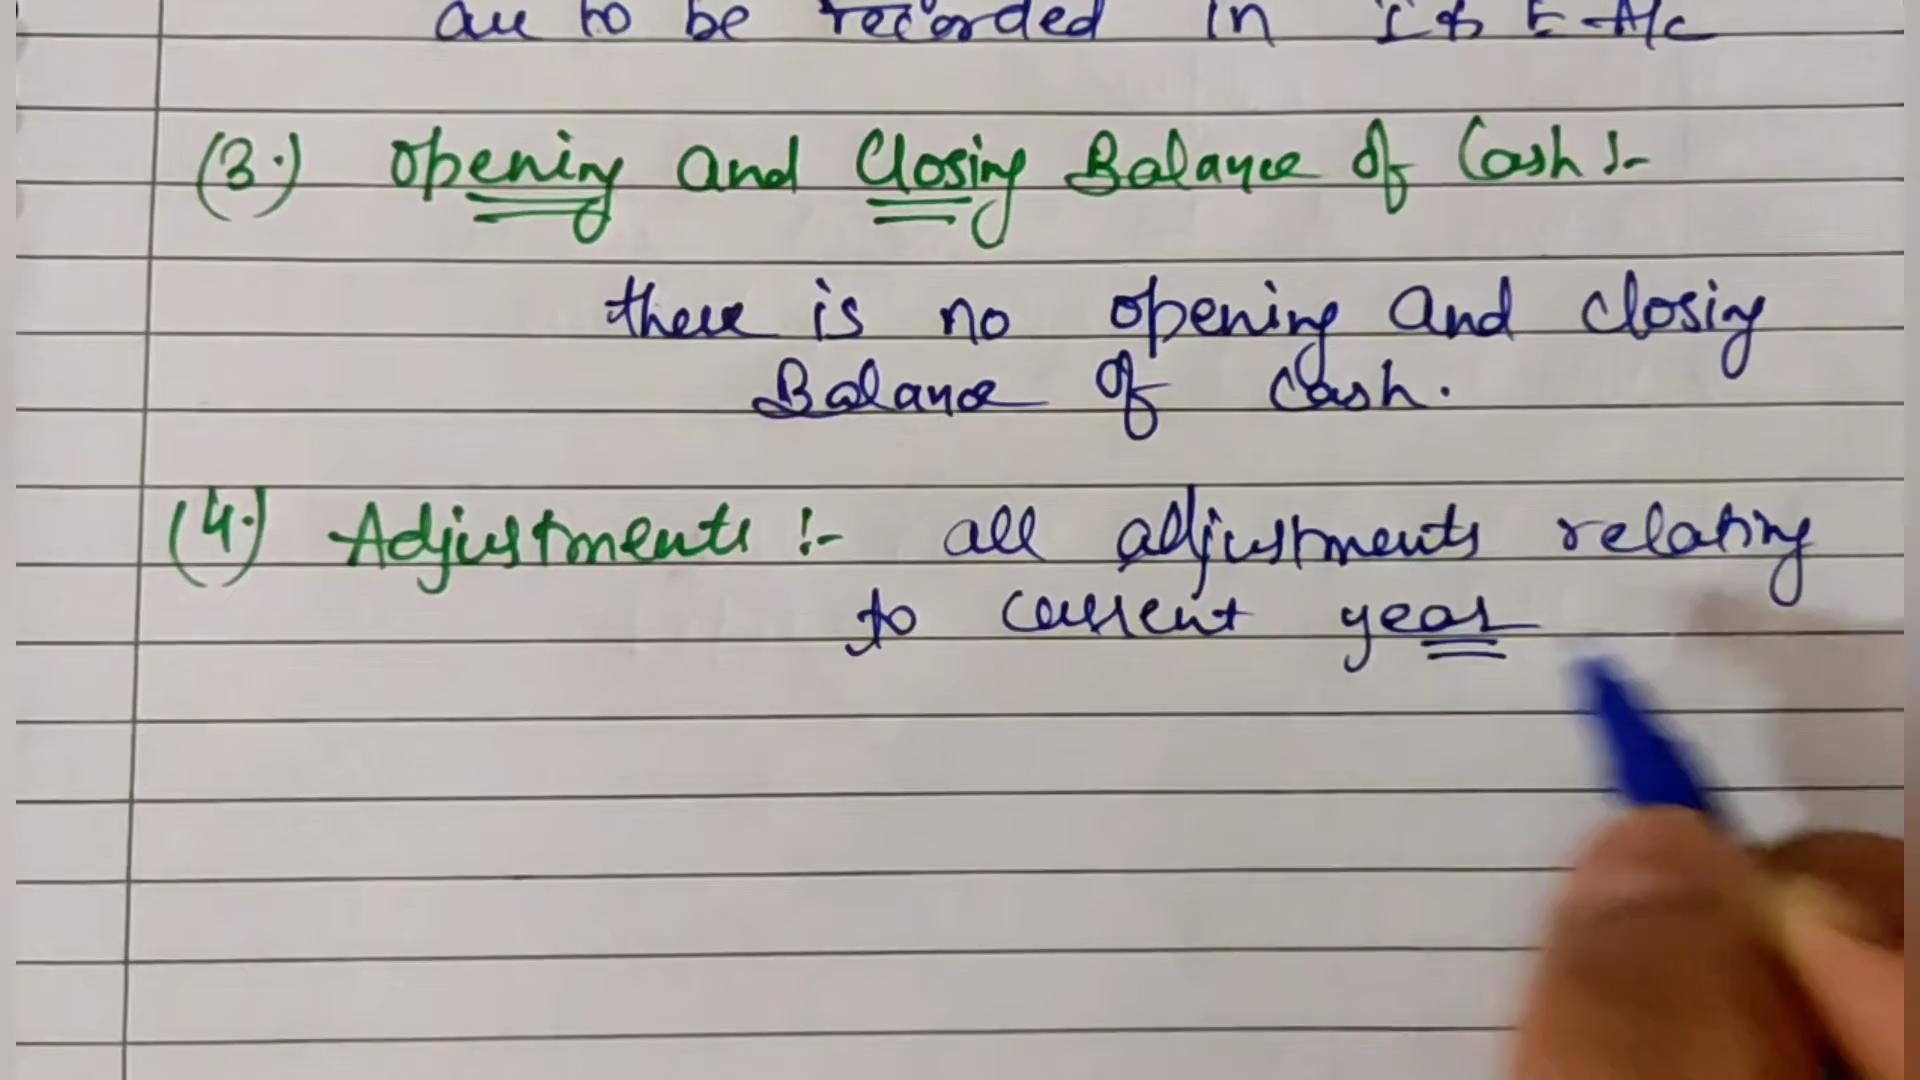 are to be recorded in I & E A/c
(3.) Opening and Closing Balance of Cash :-
there is no opening and closing
Balance of Cash.
(4.) Adjustments :- all adjustments relating
to current year